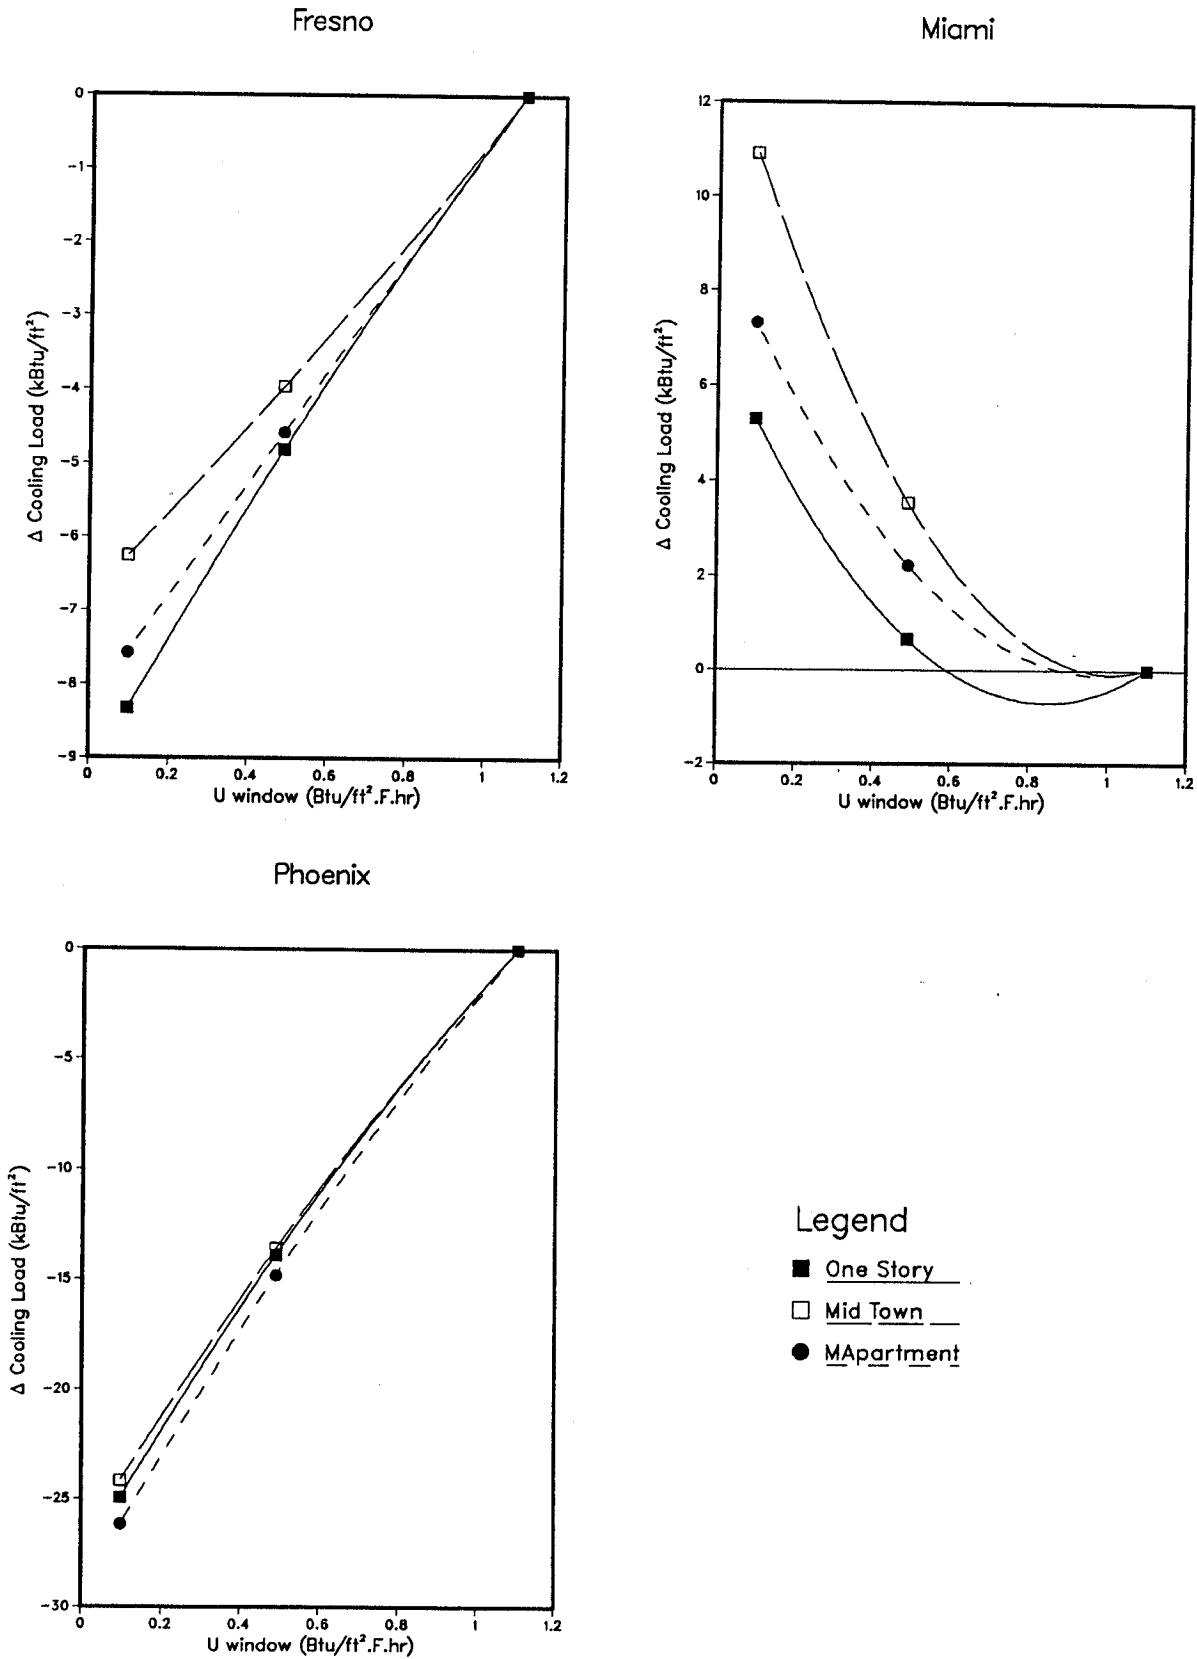 Fresno
0
-1
-2
-3
-4
-5
-6
-7
-8
-9
Δ Cooling Load (kBtu/ft²)
0 0.2 0.4 0.6 0.8 1 1.2
U window (Btu/ft².F.hr)
Miami
12
10
8
6
4
2
0
-2
Δ Cooling Load (kBtu/ft²)
0 0.2 0.4 0.6 0.8 1 1.2
U window (Btu/ft².F.hr)
Phoenix
0
-5
-10
-15
-20
-25
-30
Δ Cooling Load (kBtu/ft²)
0 0.2 0.4 0.6 0.8 1 1.2
U window (Btu/ft².F.hr)
Legend
One Story
Mid Town
MApartment